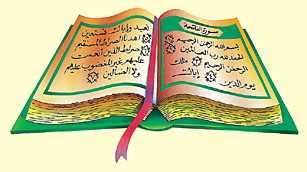 سورة الفاتحة
بسم الله الرحمن الرحيم
الحمد لله رب العالمين
الرحمن الرحيم ملك
يوم الدين إياك
نعبد وإياك نستعين
اهدنا الصراط المستقيم
صراط الذين أنعمت
عليهم غير المغضوب عليهم
ولا الضالين